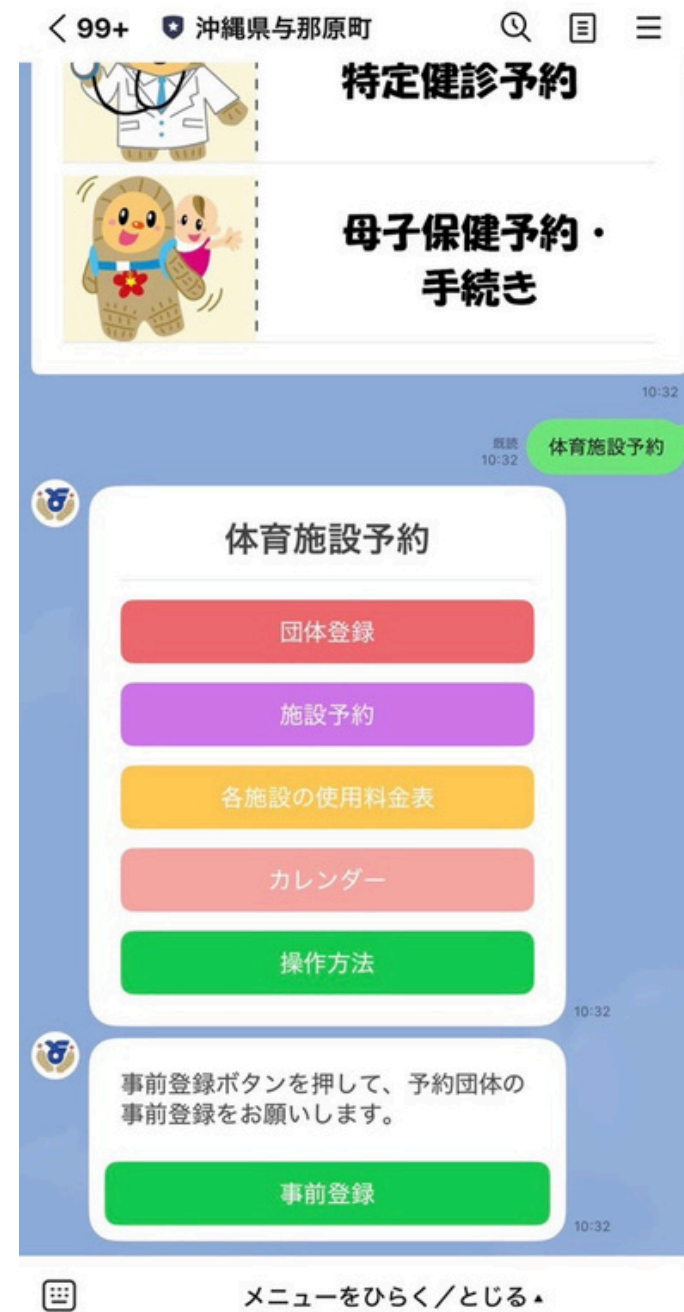 99+ 沖縄県与那原町
特定健診予約
母子保健予約・
手続き
10:32
既読
10:32
体育施設予約
体育施設予約
団体登録
施設予約
各施設の使用料金表
カレンダー
操作方法
10:32
事前登録ボタンを押して、予約団体の
事前登録をお願いします。
事前登録
10:32
メニューをひらく／とじる▲